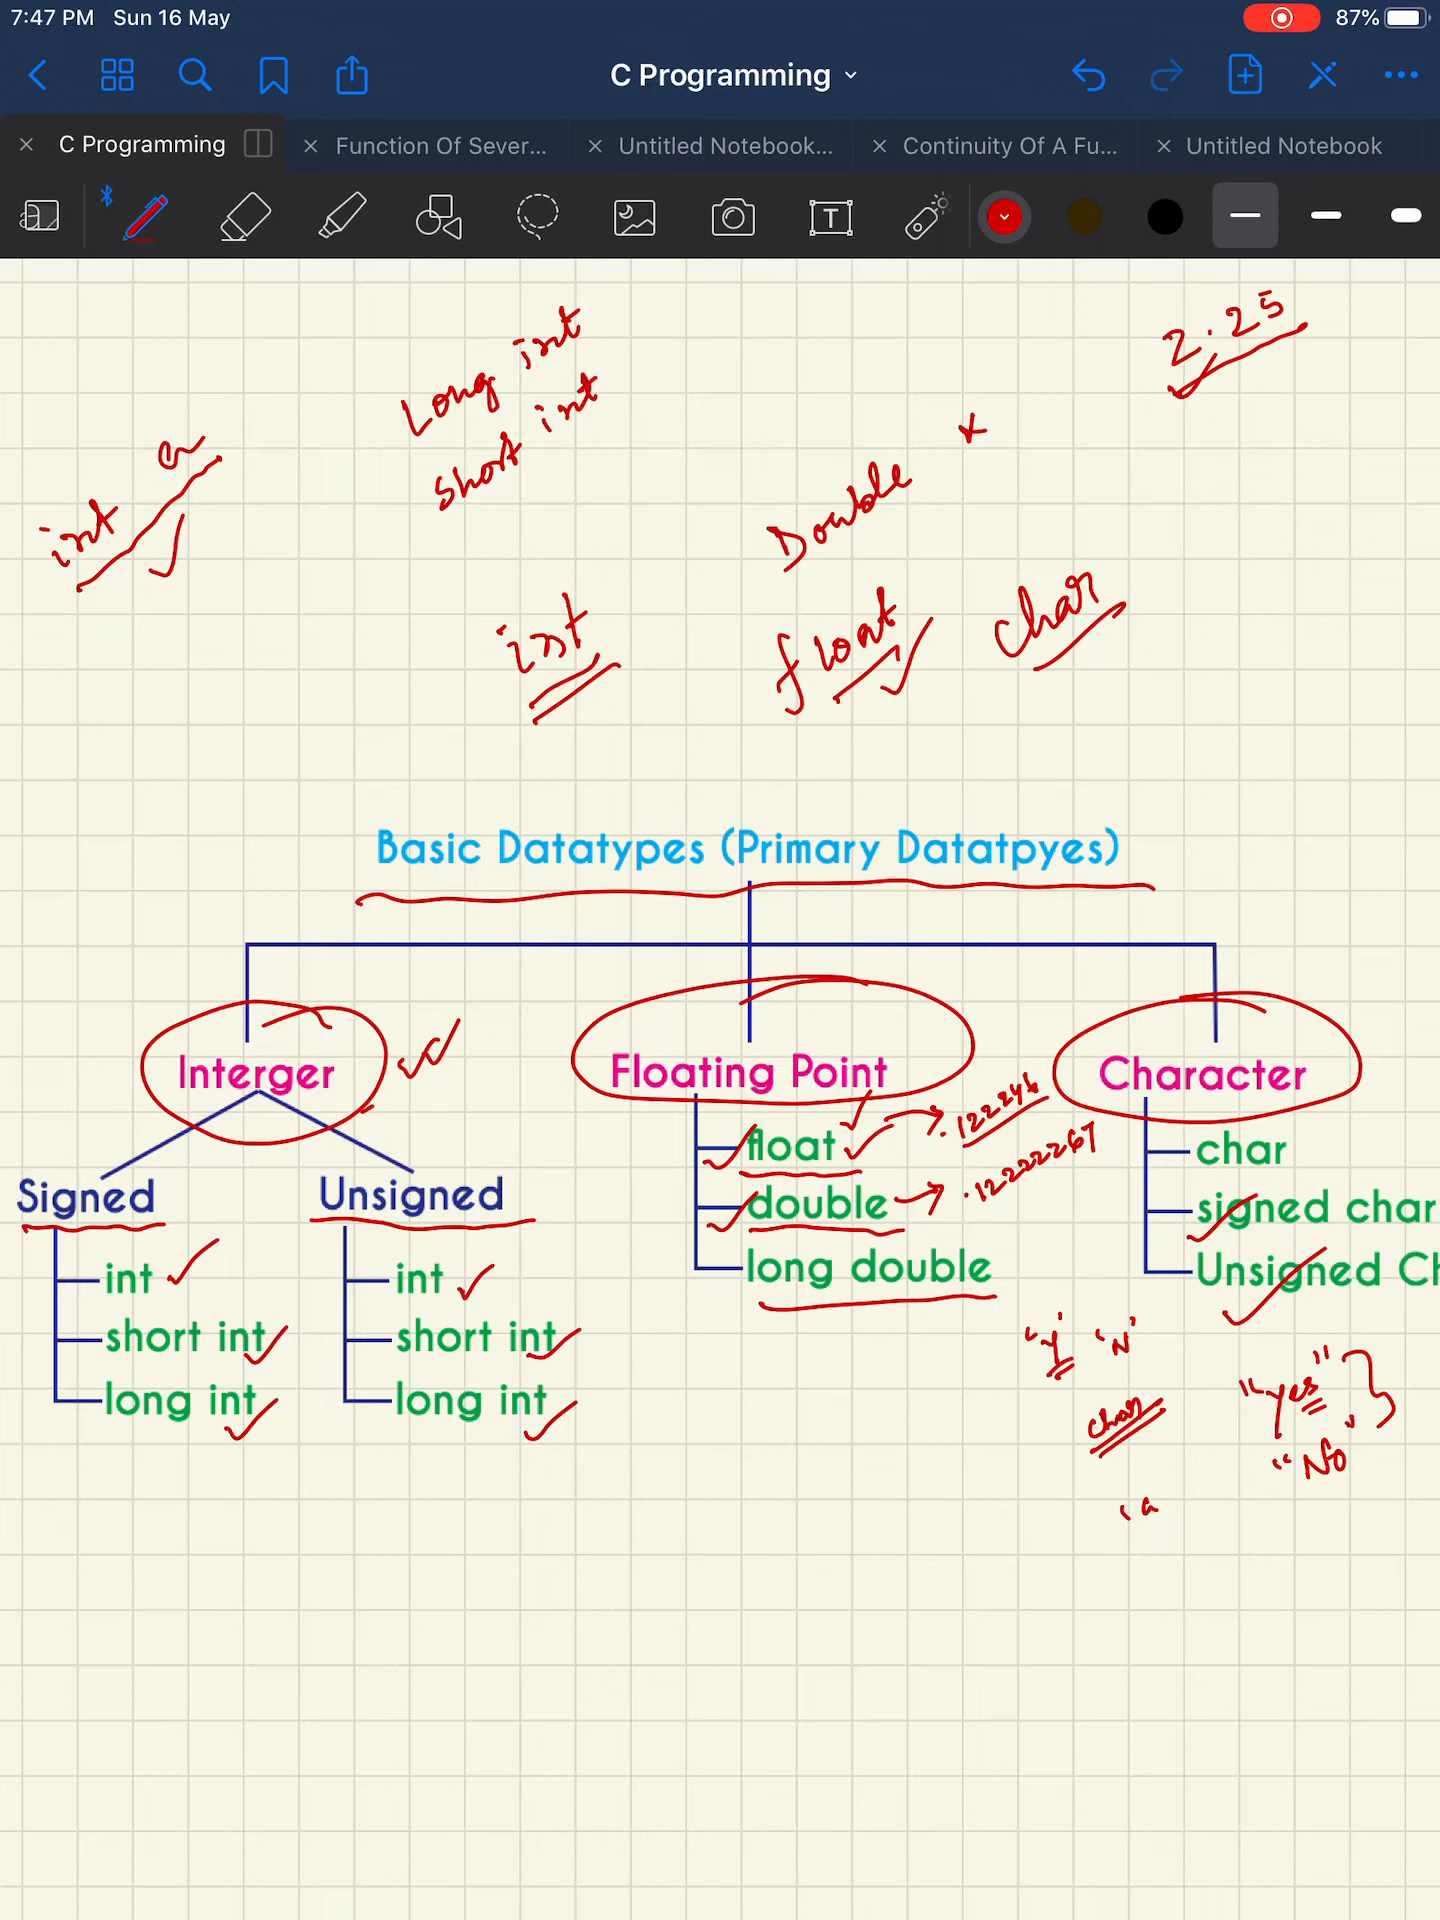 7:47 PM Sun 16 May 87%
C Programming
C Programming Function Of Sever... Untitled Notebook... Continuity Of A Fu... Untitled Notebook
T
2.25
Long int
short int
int a
Double x
int
float
char
Basic Datatypes (Primary Datatpyes)
Interger
Floating Point
Character
float
.122246
char
double
.12222267
signed char
long double
Unsigned Ch
Signed
Unsigned
int
int
short int
short int
long int
long int
'Y' 'N'
"yes"
char
"No"
'a